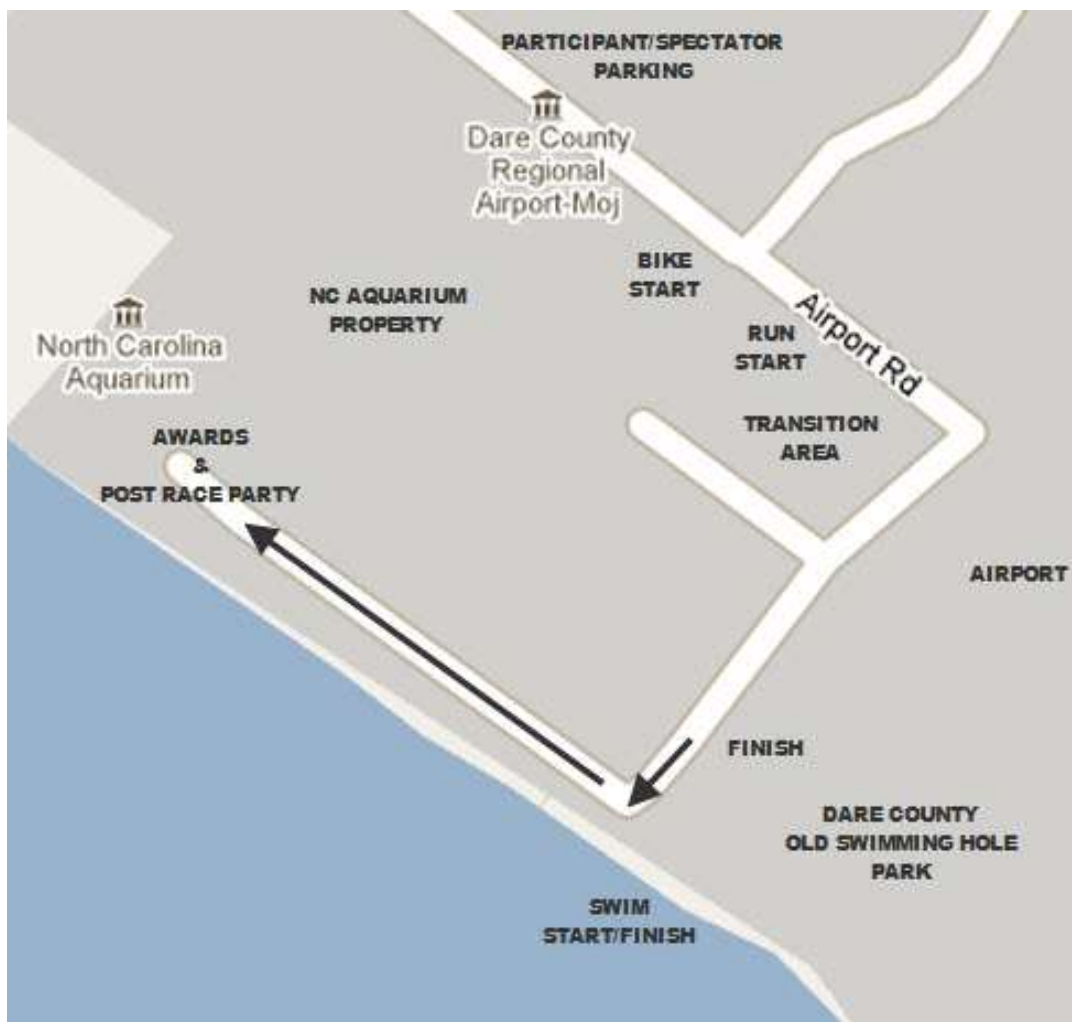 PARTICIPANT/SPECTATOR
PARKING
Dare County
Regional
Airport-Moj
BIKE
START
NC AQUARIUM
PROPERTY
Airport Rd
RUN
START
North Carolina
Aquarium
TRANSITION
AREA
AWARDS
&
POST RACE PARTY
AIRPORT
FINISH
DARE COUNTY
OLD SWIMMING HOLE
PARK
SWIM
START/FINISH